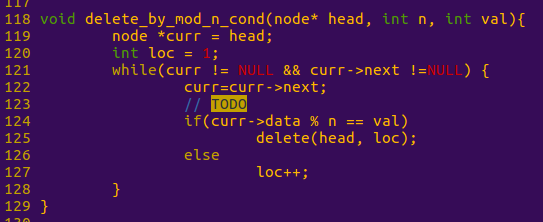 117
118 void delete_by_mod_n_cond(node* head, int n, int val){
119         node *curr = head;
120         int loc = 1;
121         while(curr != NULL && curr->next !=NULL) {
122                 curr=curr->next;
123                 // TODO
124                 if(curr->data % n == val)
125                         delete(head, loc);
126                 else
127                         loc++;
128         }
129 }
130